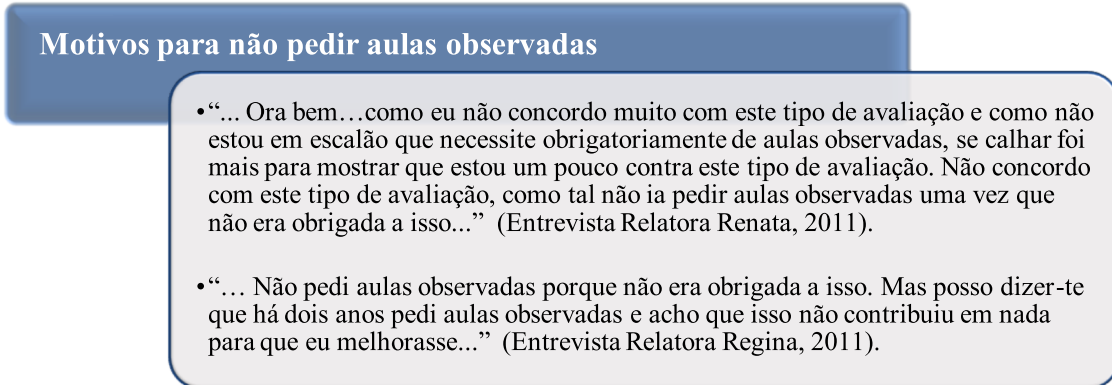 Motivos para não pedir aulas observadas
•“... Ora bem…como eu não concordo muito com este tipo de avaliação e como não
estou em escalão que necessite obrigatoriamente de aulas observadas, se calhar foi
mais para mostrar que estou um pouco contra este tipo de avaliação. Não concordo
com este tipo de avaliação, como tal não ia pedir aulas observadas uma vez que
não era obrigada a isso...” (Entrevista Relatora Renata, 2011).
•“… Não pedi aulas observadas porque não era obrigada a isso. Mas posso dizer-te
que há dois anos pedi aulas observadas e acho que isso não contribuiu em nada
para que eu melhorasse...” (Entrevista Relatora Regina, 2011).